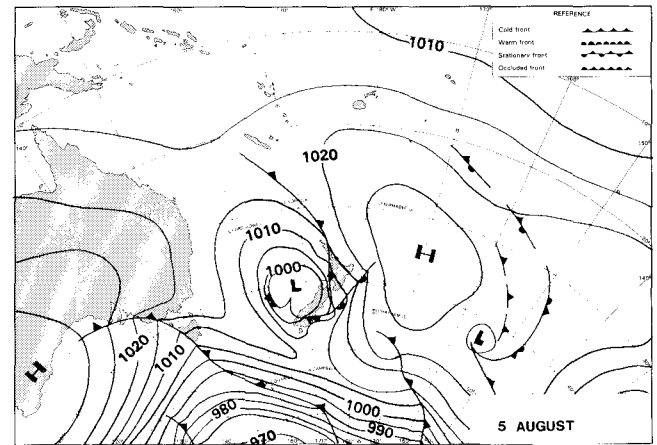 REFERENCE
Cold front
Warm front
Stationary front
Occluded front
1010
1020
1010
1000
L
H
L
H
1020
1010
980
970
1000
990
5 AUGUST